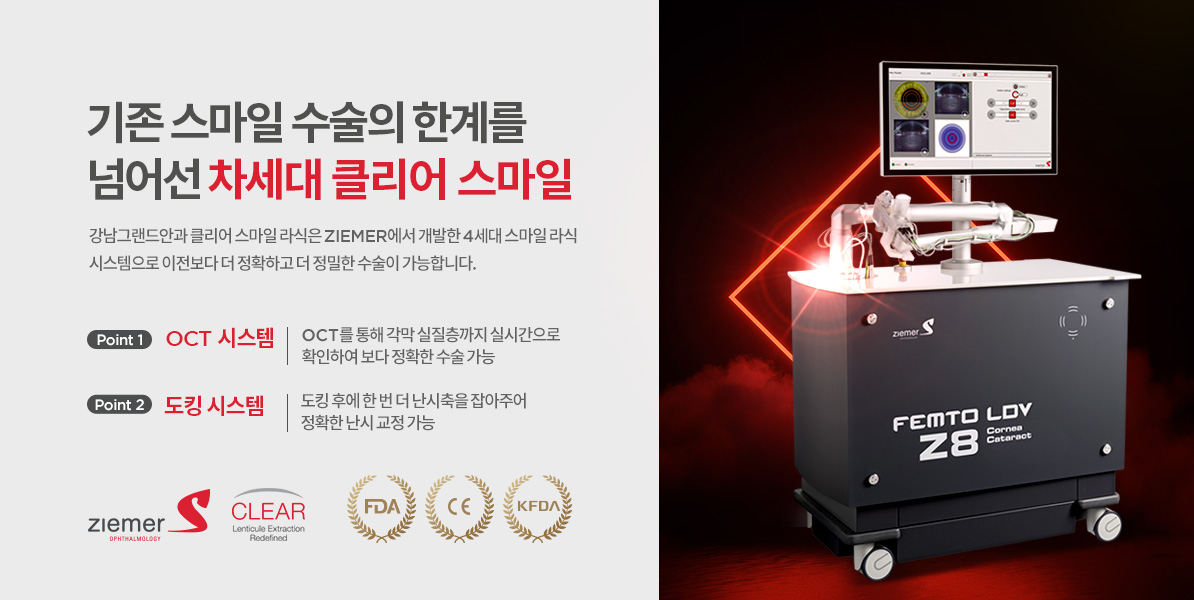 기존 스마일 수술의 한계를
넘어선 차세대 클리어 스마일
강남그랜드안과 클리어 스마일 라식은 ZIEMER에서 개발한 4세대 스마일 라식
시스템으로 이전보다 더 정확하고 더 정밀한 수술이 가능합니다.
Point 1 OCT 시스템
OCT를 통해 각막 실질층까지 실시간으로
확인하여 보다 정확한 수술 가능
Point 2 도킹 시스템
도킹 후에 한 번 더 난시축을 잡아주어
정확한 난시 교정 가능
ziemer
OPHTHALMOLOGY
CLEAR
Lenticule Extraction
Redefined
FDA
CE
KFDA
ziemer
FEMTO LDV
Z8
Cornea
Cataract